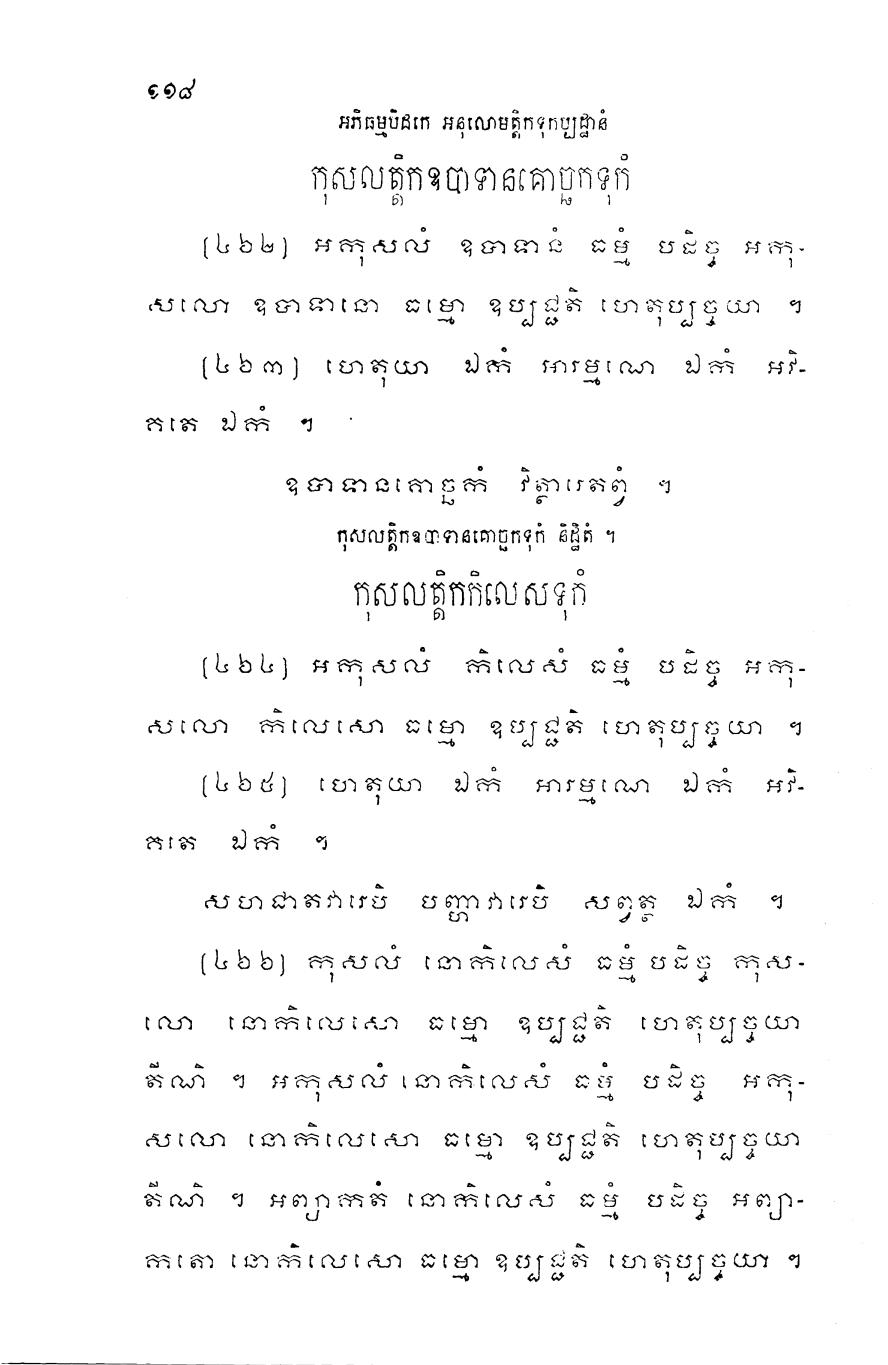 ១១៨
អភិធម្មបិដកេ អនុលោមត្តិកទុកប្បដ្ឋានំ
កុសលត្តិកឧបាទានគោច្ឆកទុកំ
(៤៦២) អកុសលំ ឧបាទានំ ធម្មំ បដិច្ច អកុ-
សលោ ឧបាទានោ ធម្មោ ឧប្បជ្ជតិ ហេតុប្បច្ចយា ។
(៤៦៣) ហេតុយា ឯកំ អារម្មណេ ឯកំ អវិ-
កតេ ឯកំ ។
ឧបាទានគោច្ឆកំ វិត្ថារេតព្វំ ។
កុសលត្តិកឧបាទានគោច្ឆកទុកំ និដ្ឋិតំ ។
កុសលត្តិកកិលេសទុកំ
(៤៦៤) អកុសលំ កិលេសំ ធម្មំ បដិច្ច អកុ-
សលោ កិលេសោ ធម្មោ ឧប្បជ្ជតិ ហេតុប្បច្ចយា ។
(៤៦៥) ហេតុយា ឯកំ អារម្មណេ ឯកំ អវិ-
កតេ ឯកំ ។
សហជាតវារេបិ បញ្ហាវារេបិ សព្វត្ថ ឯកំ ។
(៤៦៦) កុសលំ នោកិលេសំ ធម្មំ បដិច្ច កុស-
លោ នោកិលេសោ ធម្មោ ឧប្បជ្ជតិ ហេតុប្បច្ចយា
តីណិ ។ អកុសលំ នោកិលេសំ ធម្មំ បដិច្ច អកុ-
សលោ នោកិលេសោ ធម្មោ ឧប្បជ្ជតិ ហេតុប្បច្ចយា
តីណិ ។ អព្យាកតំ នោកិលេសំ ធម្មំ បដិច្ច អព្យា-
កតោ នោកិលេសោ ធម្មោ ឧប្បជ្ជតិ ហេតុប្បច្ចយា ។